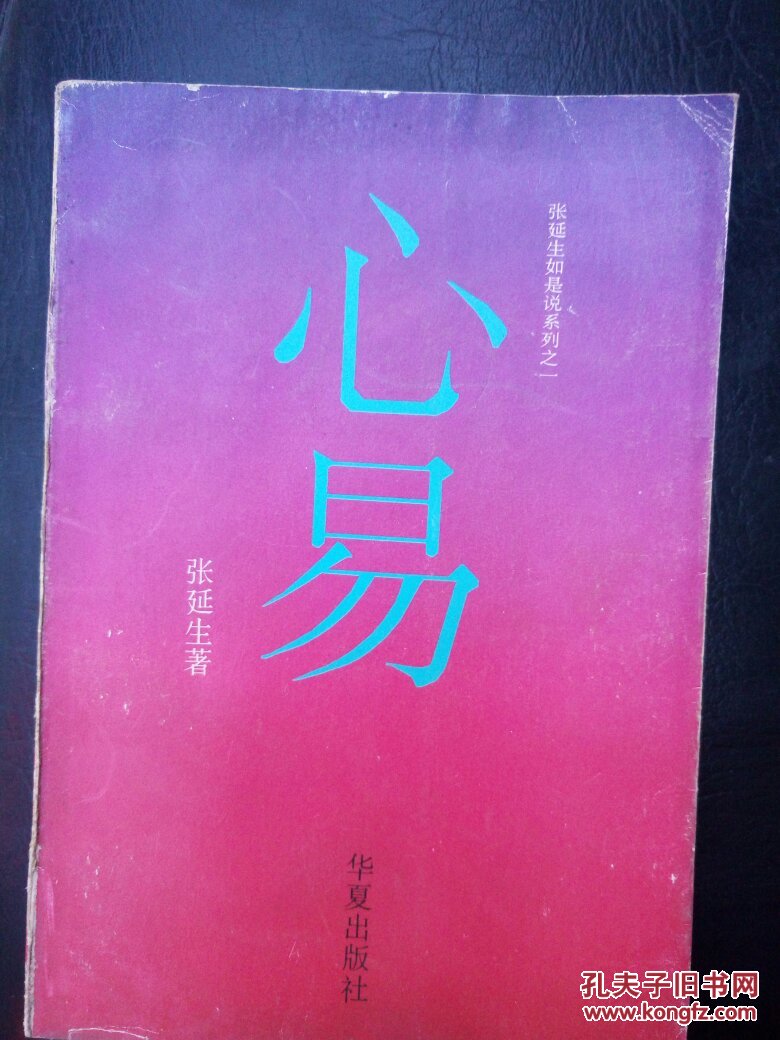 张延生如是说系列之一
心易
张延生著
华夏出版社
孔夫子旧书网
www.kongfz.com